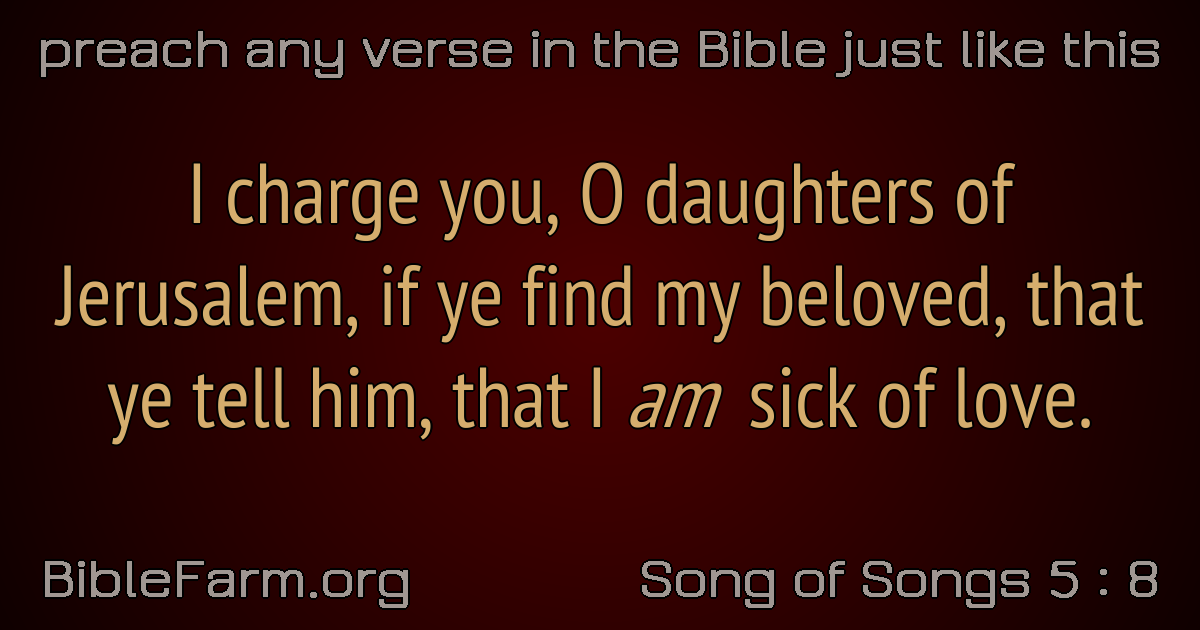 preach any verse in the Bible just like this
I charge you, O daughters of
Jerusalem, if ye find my beloved, that
ye tell him, that I am sick of love.
BibleFarm.org
Song of Songs 5 : 8